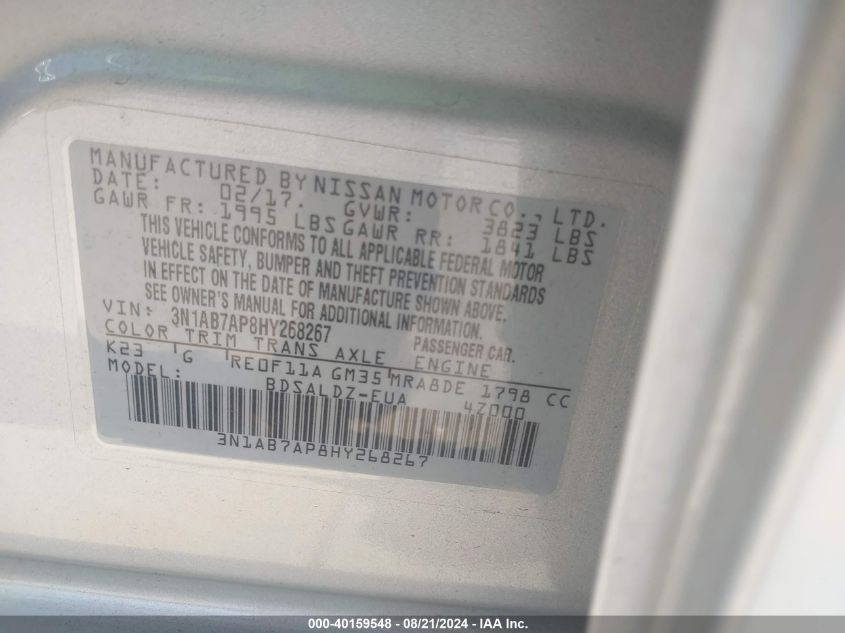 MANUFACTURED BY NISSAN MOTOR CO., LTD.
DATE: 02/17. GVWR: 3823 LBS
GAWR FR: 1995 LBS GAWR RR: 1841 LBS
THIS VEHICLE CONFORMS TO ALL APPLICABLE FEDERAL MOTOR
VEHICLE SAFETY, BUMPER AND THEFT PREVENTION STANDARDS
IN EFFECT ON THE DATE OF MANUFACTURE SHOWN ABOVE.
SEE OWNER'S MANUAL FOR ADDITIONAL INFORMATION.
VIN: 3N1AB7AP8HY268267 PASSENGER CAR.
COLOR TRIM TRANS AXLE ENGINE
K23 G RE0F11A GM35 MRA8DE 1798 CC
MODEL: BDSALDZ-EUA 4Z000
3N1AB7AP8HY268267
000-40159548 - 08/21/2024 - IAA Inc.